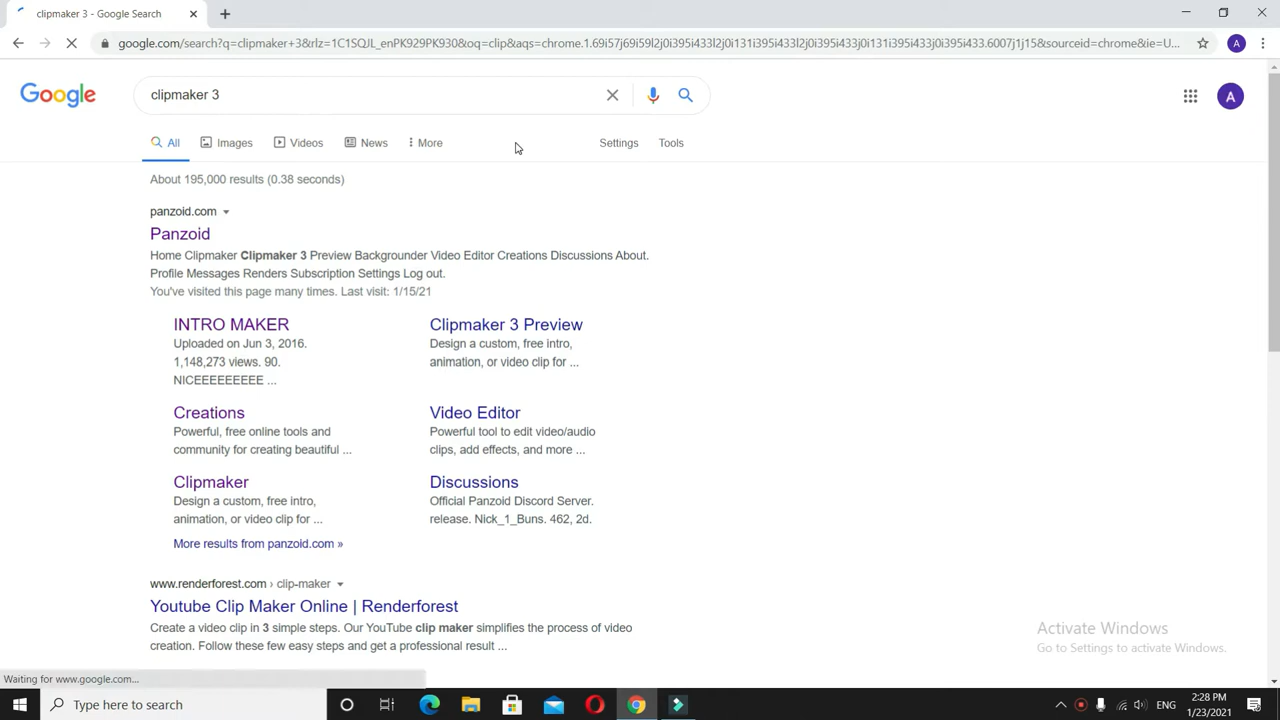 clipmaker 3 - Google Search
google.com/search?q=clipmaker+3&rlz=1C1SQJL_enPK929PK930&oq=clip&aqs=chrome.1.69i57j69i59l2j0i395i433l2j0i131i395i433l2j0i395i433j0i131i395i433j0i395i433.6007j1j15&sourceid=chrome&ie=U...
A
Google
clipmaker 3
A
All Images Videos News More Settings Tools
About 195,000 results (0.38 seconds)
panzoid.com
Panzoid
Home Clipmaker Clipmaker 3 Preview Backgrounder Video Editor Creations Discussions About.
Profile Messages Renders Subscription Settings Log out.
You've visited this page many times. Last visit: 1/15/21
INTRO MAKER
Uploaded on Jun 3, 2016.
1,148,273 views. 90.
NICEEEEEEEEE ...
Clipmaker 3 Preview
Design a custom, free intro,
animation, or video clip for ...
Creations
Powerful, free online tools and
community for creating beautiful ...
Video Editor
Powerful tool to edit video/audio
clips, add effects, and more ...
Clipmaker
Design a custom, free intro,
animation, or video clip for ...
Discussions
Official Panzoid Discord Server.
release. Nick_1_Buns. 462, 2d.
More results from panzoid.com »
www.renderforest.com › clip-maker
Youtube Clip Maker Online | Renderforest
Create a video clip in 3 simple steps. Our YouTube clip maker simplifies the process of video
creation. Follow these few easy steps and get a professional result ...
Activate Windows
Go to Settings to activate Windows.
Waiting for www.google.com...
Type here to search
ENG
2:28 PM
1/23/2021